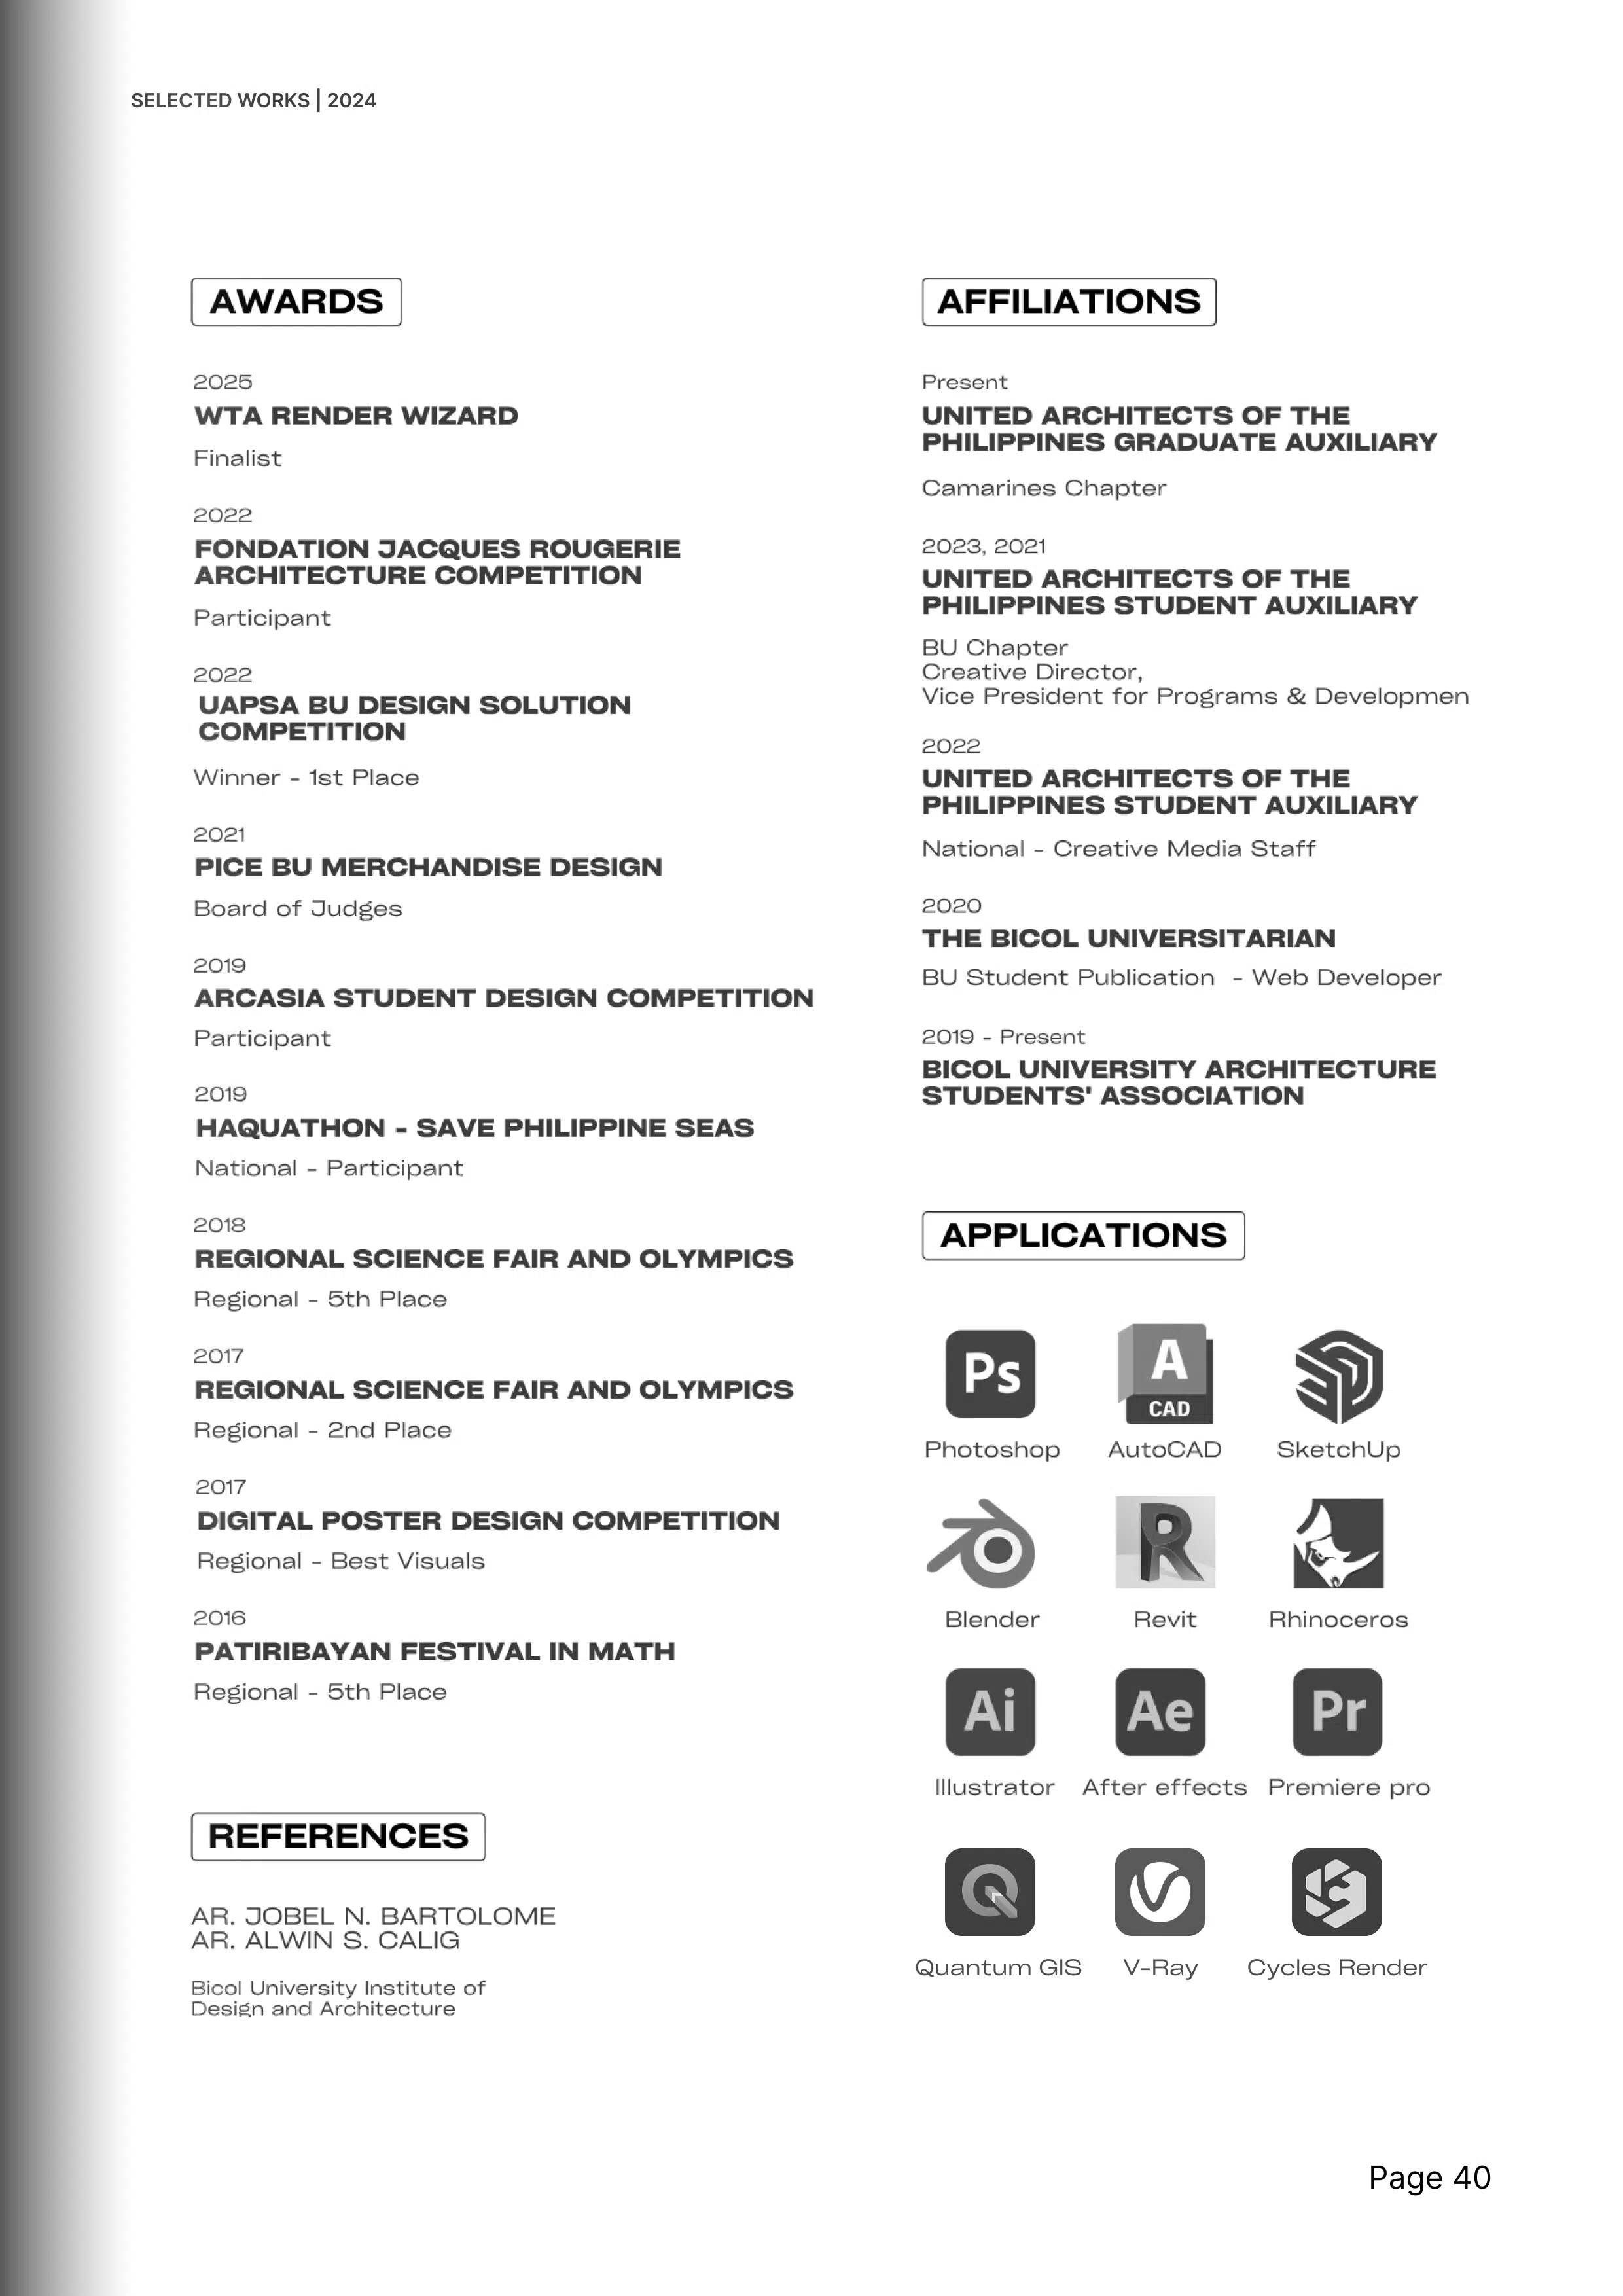 SELECTED WORKS | 2024
AWARDS
2025
WTA RENDER WIZARD
Finalist
2022
FONDATION JACQUES ROUGERIE
ARCHITECTURE COMPETITION
Participant
2022
UAPSA BU DESIGN SOLUTION
COMPETITION
Winner - 1st Place
2021
PICE BU MERCHANDISE DESIGN
Board of Judges
2019
ARCASIA STUDENT DESIGN COMPETITION
Participant
2019
HAQUATHON - SAVE PHILIPPINE SEAS
National - Participant
2018
REGIONAL SCIENCE FAIR AND OLYMPICS
Regional - 5th Place
2017
REGIONAL SCIENCE FAIR AND OLYMPICS
Regional - 2nd Place
2017
DIGITAL POSTER DESIGN COMPETITION
Regional - Best Visuals
2016
PATIRIBAYAN FESTIVAL IN MATH
Regional - 5th Place
REFERENCES
AR. JOBEL N. BARTOLOME
AR. ALWIN S. CALIG
Bicol University Institute of
Design and Architecture
AFFILIATIONS
Present
UNITED ARCHITECTS OF THE
PHILIPPINES GRADUATE AUXILIARY
Camarines Chapter
2023, 2021
UNITED ARCHITECTS OF THE
PHILIPPINES STUDENT AUXILIARY
BU Chapter
Creative Director,
Vice President for Programs & Developmen
2022
UNITED ARCHITECTS OF THE
PHILIPPINES STUDENT AUXILIARY
National - Creative Media Staff
2020
THE BICOL UNIVERSITARIAN
BU Student Publication - Web Developer
2019 - Present
BICOL UNIVERSITY ARCHITECTURE
STUDENTS' ASSOCIATION
APPLICATIONS
Ps A CAD
Photoshop AutoCAD SketchUp
R
Blender Revit Rhinoceros
Ai Ae Pr
Illustrator After effects Premiere pro
Quantum GIS V-Ray Cycles Render
Page 40